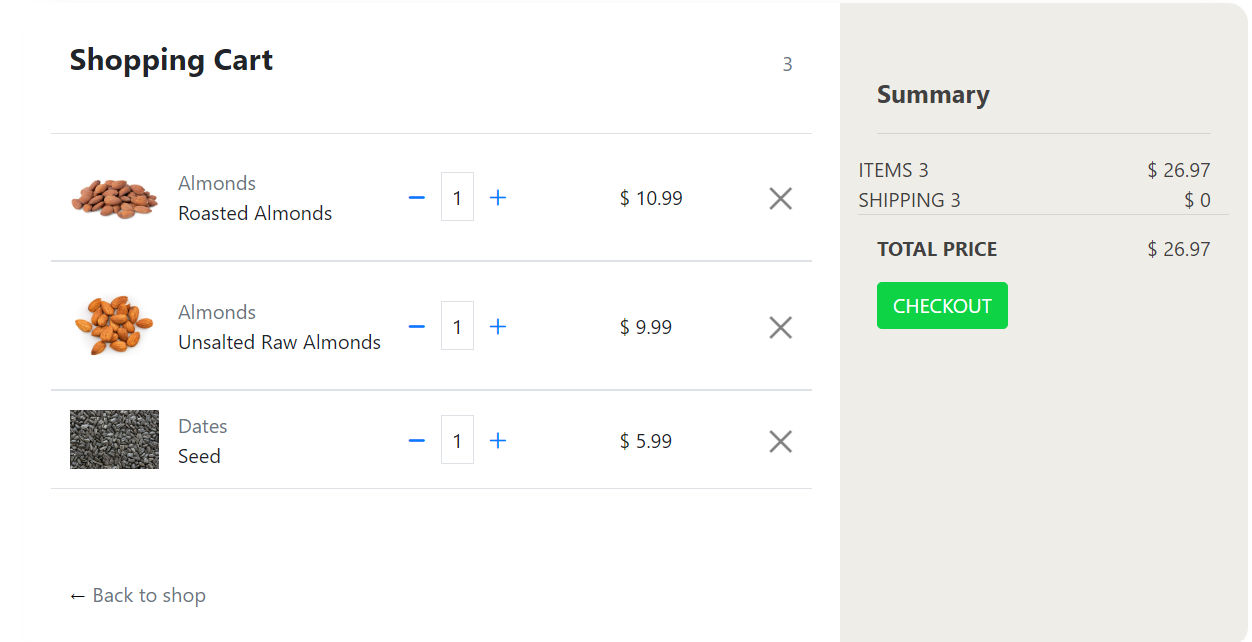 Shopping Cart
3
Almonds
Roasted Almonds
− 1 +
$ 10.99
Almonds
Unsalted Raw Almonds
− 1 +
$ 9.99
Dates
Seed
− 1 +
$ 5.99
← Back to shop
Summary
ITEMS 3 $ 26.97
SHIPPING 3 $ 0
TOTAL PRICE $ 26.97
CHECKOUT